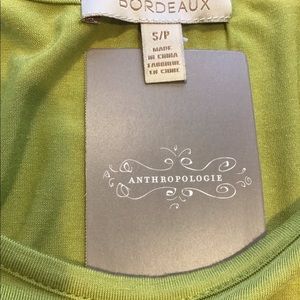 BORDEAUX
S/P
MADE
IN CHINA
FABRIQUÉ
EN CHINE
ANTHROPOLOGIE